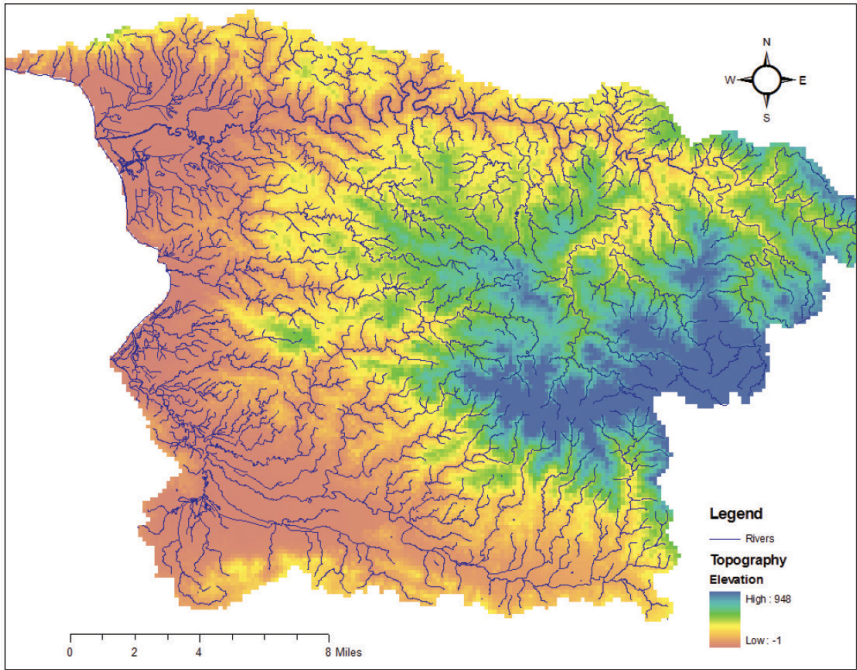 N
W E
S
Legend
Rivers
Topography
Elevation
High : 948
Low : -1
0 2 4 8 Miles